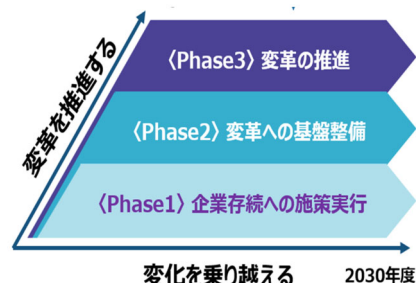 変革を推進する
〈Phase3〉変革の推進
〈Phase2〉変革への基盤整備
〈Phase1〉企業存続への施策実行
変化を乗り越える
2030年度